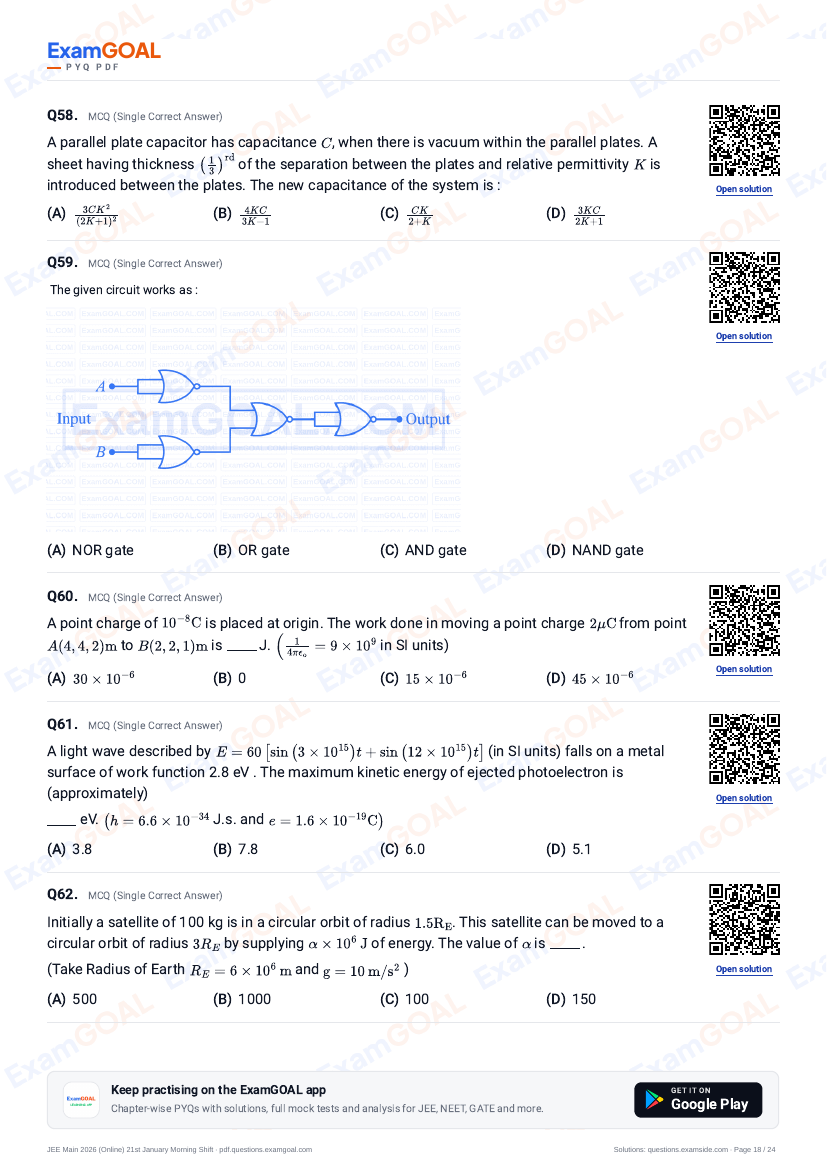 ExamGOAL
PYQ PDF
Q58. MCQ (Single Correct Answer)
A parallel plate capacitor has capacitance C, when there is vacuum within the parallel plates. A
sheet having thickness (1/3)^rd of the separation between the plates and relative permittivity K is
introduced between the plates. The new capacitance of the system is :
(A) 3CK²/(2K+1)² (B) 4KC/3K−1 (C) CK/2+K (D) 3KC/2K+1
Open solution
Q59. MCQ (Single Correct Answer)
The given circuit works as :
Open solution
A
Input
ExamGOAL.COM
Output
B
(A) NOR gate (B) OR gate (C) AND gate (D) NAND gate
Q60. MCQ (Single Correct Answer)
A point charge of 10⁻⁸C is placed at origin. The work done in moving a point charge 2μC from point
A(4, 4, 2)m to B(2, 2, 1)m is ____ J. (1/4πϵₒ = 9 × 10⁹ in SI units)
(A) 30 × 10⁻⁶ (B) 0 (C) 15 × 10⁻⁶ (D) 45 × 10⁻⁶
Open solution
Q61. MCQ (Single Correct Answer)
A light wave described by E = 60 [sin (3 × 10¹⁵)t + sin (12 × 10¹⁵)t] (in SI units) falls on a metal
surface of work function 2.8 eV . The maximum kinetic energy of ejected photoelectron is
(approximately)
____ eV. (h = 6.6 × 10⁻³⁴ J.s. and e = 1.6 × 10⁻¹⁹C)
(A) 3.8 (B) 7.8 (C) 6.0 (D) 5.1
Open solution
Q62. MCQ (Single Correct Answer)
Initially a satellite of 100 kg is in a circular orbit of radius 1.5R_E. This satellite can be moved to a
circular orbit of radius 3R_E by supplying α × 10⁶ J of energy. The value of α is ____ .
(Take Radius of Earth R_E = 6 × 10⁶ m and g = 10 m/s² )
(A) 500 (B) 1000 (C) 100 (D) 150
Open solution
ExamGOAL
Keep practising on the ExamGOAL app
Chapter-wise PYQs with solutions, full mock tests and analysis for JEE, NEET, GATE and more.
GET IT ON
Google Play
JEE Main 2026 (Online) 21st January Morning Shift · pdf.questions.examgoal.com
Solutions: questions.examside.com · Page 18 / 24